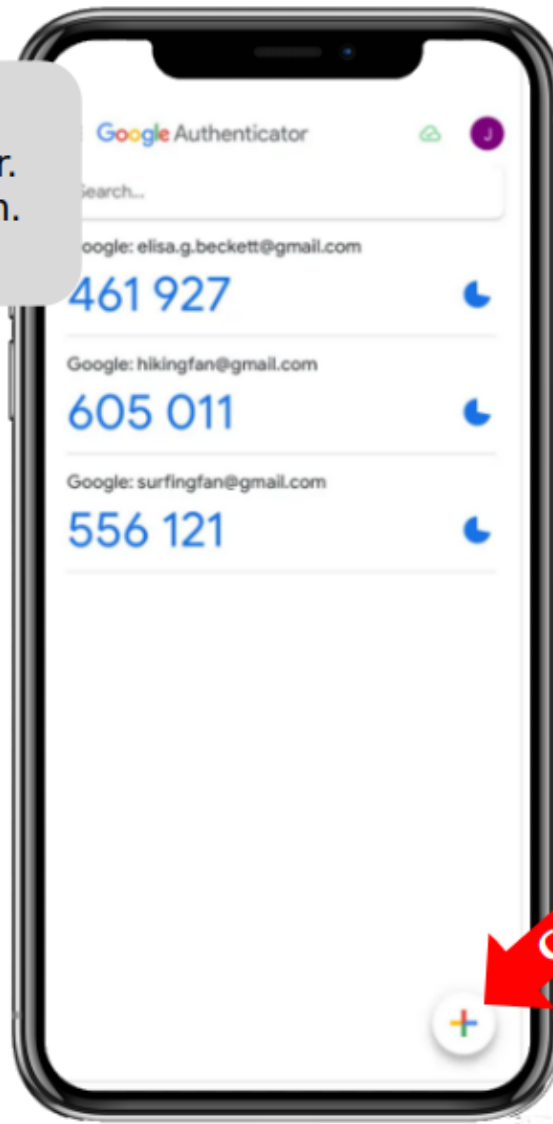 r.
n.
Google Authenticator
J
Search...
Google: elisa.g.beckett@gmail.com
461 927
Google: hikingfan@gmail.com
605 011
Google: surfingfan@gmail.com
556 121